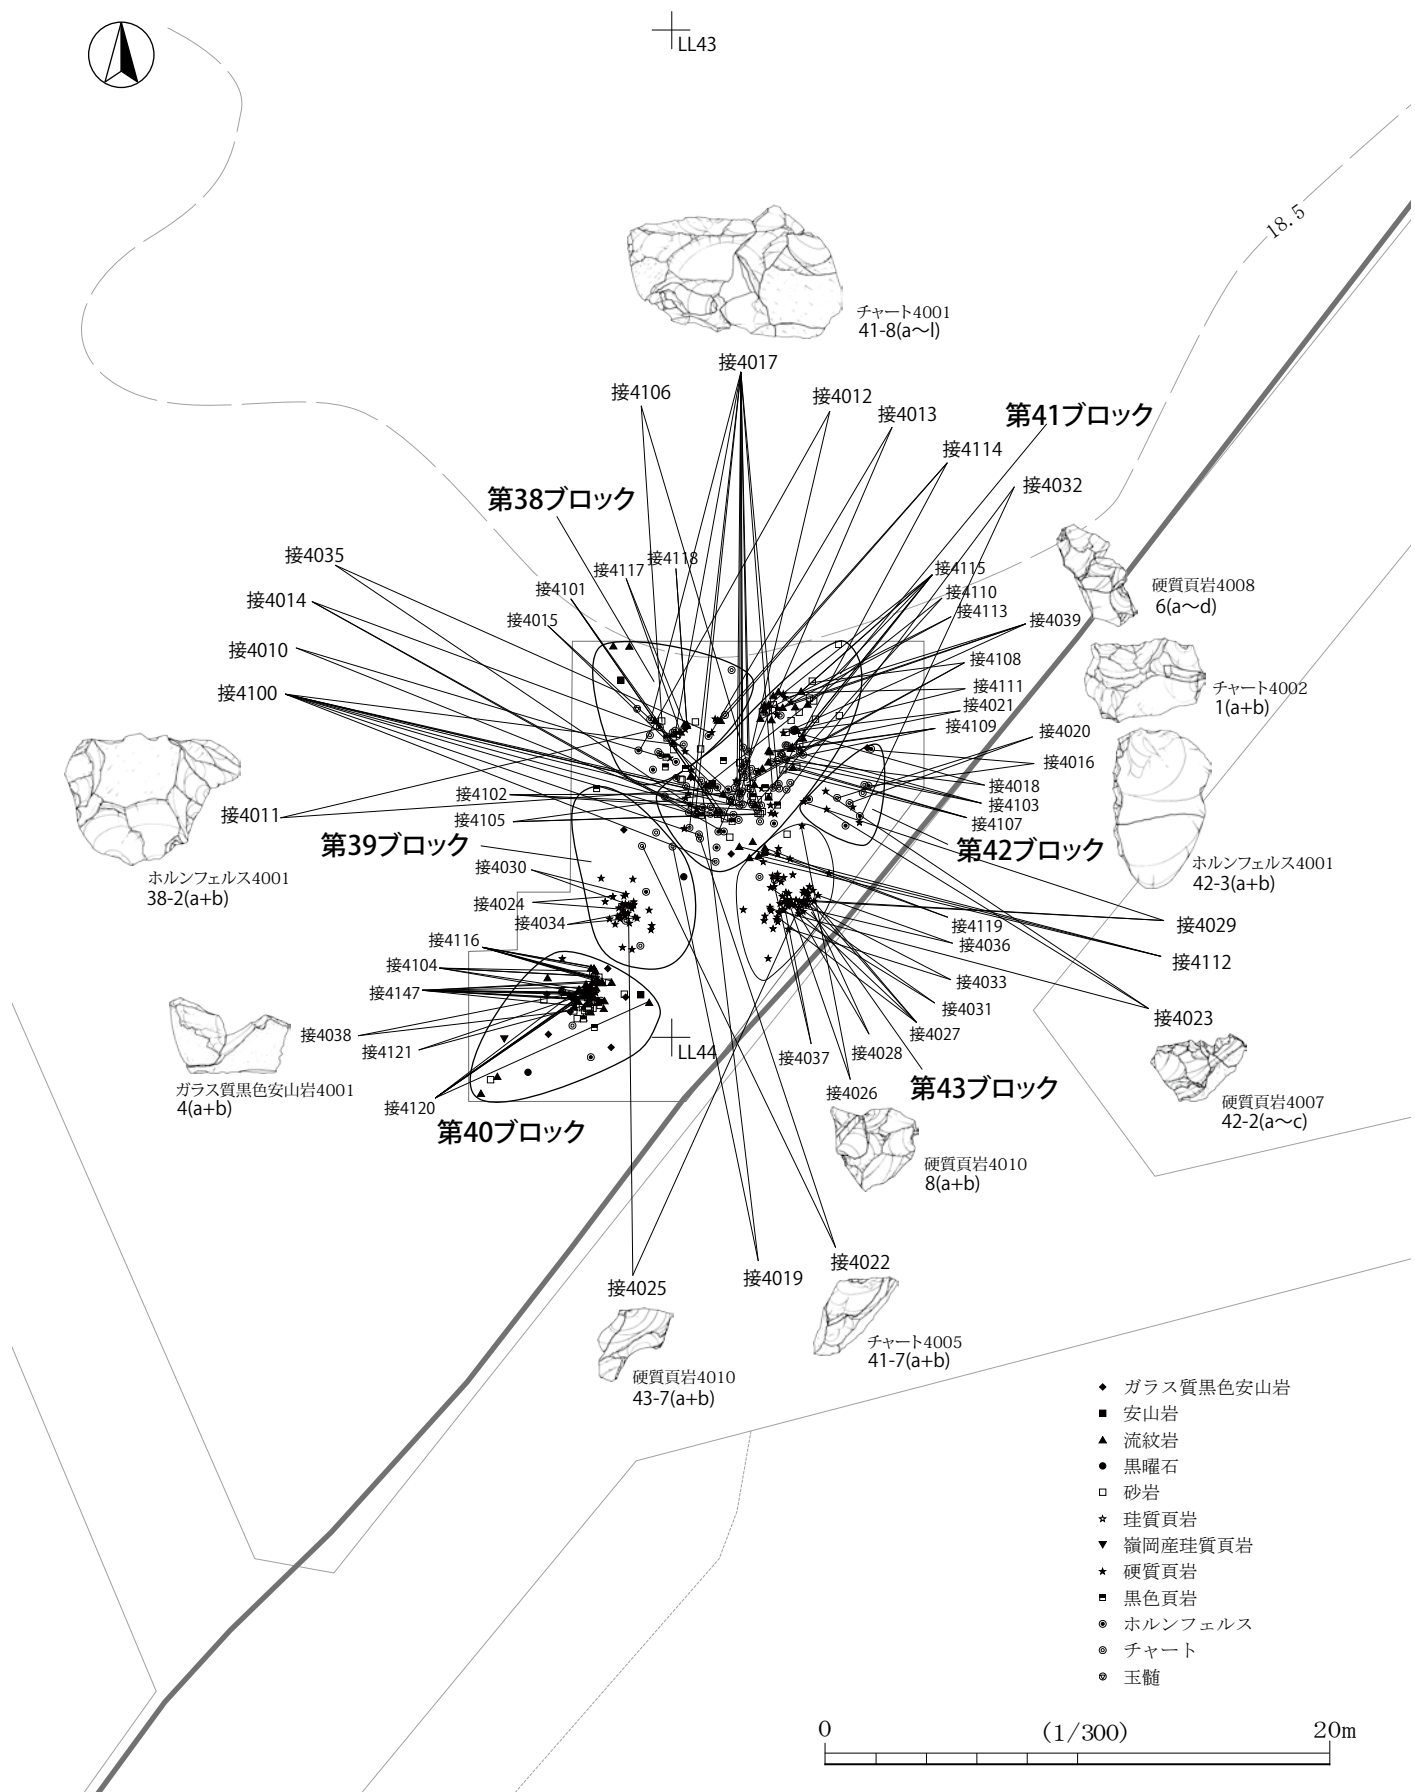 LL43
18.5
チャート4001
41-8(a～l)
接4017
接4106
接4012
接4013
第41ブロック
接4114
接4032
第38ブロック
接4035
接4118
接4117
接4101
接4015
接4014
接4010
接4100
接4115
接4110
接4113
接4039
接4108
接4111
接4021
接4109
接4020
接4016
接4018
接4103
接4107
硬質頁岩4008
6(a～d)
チャート4002
1(a+b)
ホルンフェルス4001
42-3(a+b)
接4011
接4102
接4105
第39ブロック
第42ブロック
ホルンフェルス4001
38-2(a+b)
接4030
接4024
接4034
接4116
接4104
接4147
接4038
接4121
接4120
接4119
接4036
接4029
接4112
接4033
接4031
接4027
接4023
接4028
接4037
接4026
第43ブロック
LL44
ガラス質黒色安山岩4001
4(a+b)
第40ブロック
硬質頁岩4007
42-2(a～c)
硬質頁岩4010
8(a+b)
接4022
接4019
接4025
チャート4005
41-7(a+b)
硬質頁岩4010
43-7(a+b)
ガラス質黒色安山岩
安山岩
流紋岩
黒曜石
砂岩
珪質頁岩
嶺岡産珪質頁岩
硬質頁岩
黒色頁岩
ホルンフェルス
チャート
玉髄
0 (1/300) 20m